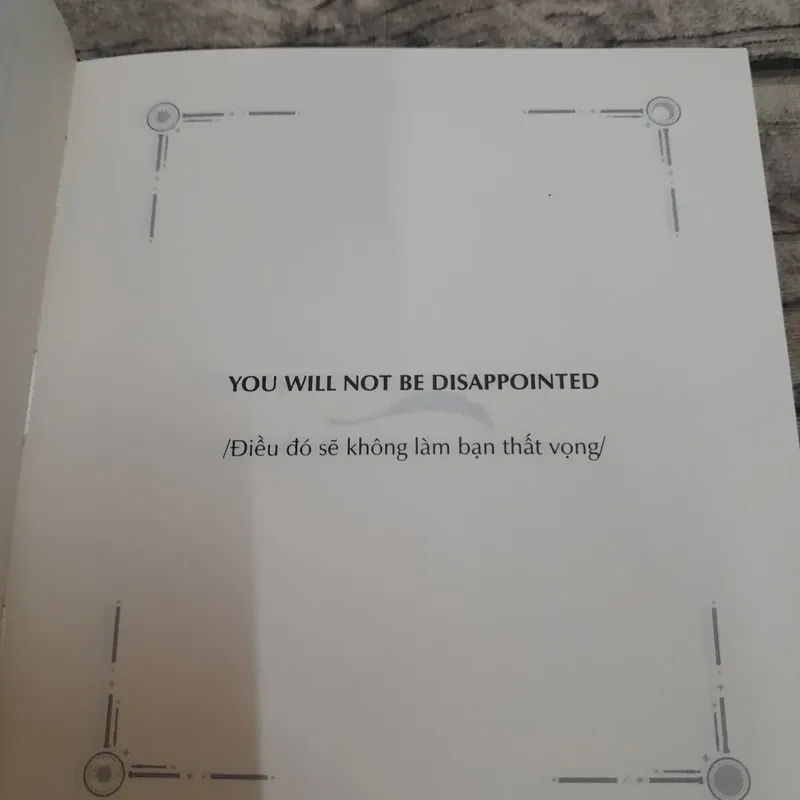 YOU WILL NOT BE DISAPPOINTED
/Điều đó sẽ không làm bạn thất vọng/